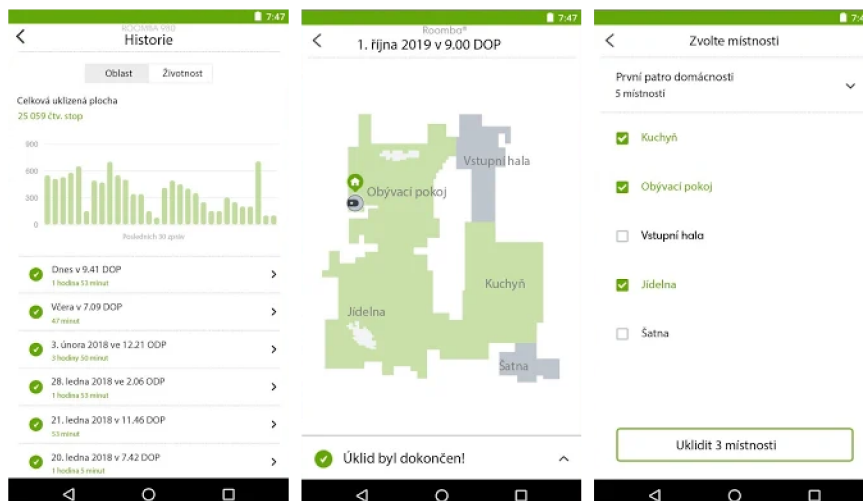 7:47
ROOMBA 980
Historie
Oblast Životnost
Celková uklizená plocha
25 059 čtv. stop
900
600
300
0
Posledních 30 zpráv
Dnes v 9.41 DOP
1 hodina 53 minut
Včera v 7.09 DOP
47 minut
3. února 2018 ve 12.21 ODP
3 hodiny 50 minut
28. ledna 2018 ve 2.06 ODP
1 hodina 53 minut
21. ledna 2018 v 11.46 DOP
53 minut
20. ledna 2018 v 7.42 DOP
1 hodina 5 minut
7:47
Roomba®
1. října 2019 v 9.00 DOP
Vstupní hala
Obývací pokoj
Kuchyň
Jídelna
Šatna
Úklid byl dokončen!
7:4
Zvolte místnosti
První patro domácnosti
5 místností
Kuchyň
Obývací pokoj
Vstupní hala
Jídelna
Šatna
Uklidit 3 místnosti